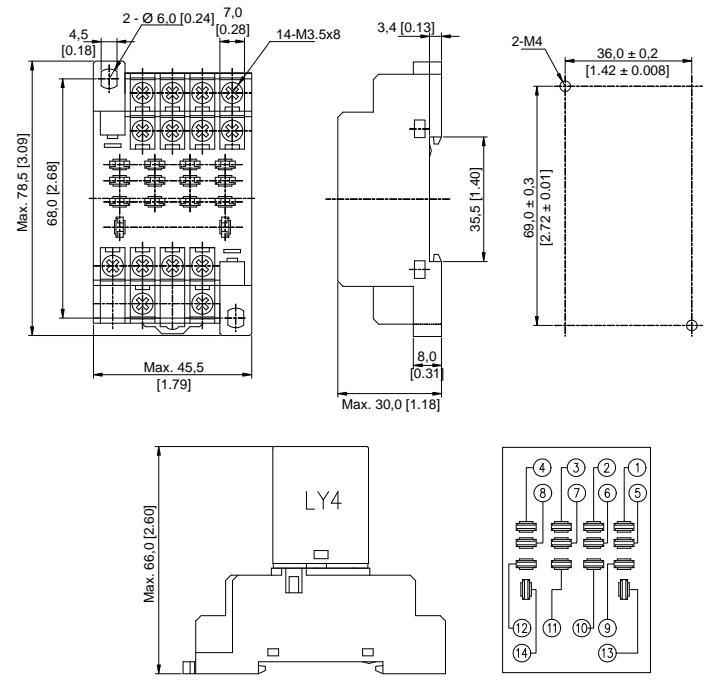 2 - Ø 6,0 [0.24]
7,0
[0.28]
4,5
[0.18]
14-M3.5x8
Max. 78,5 [3.09]
68,0 [2.68]
Max. 45,5
[1.79]
3,4 [0.13]
35,5 [1.40]
8,0
[0.31]
Max. 30,0 [1.18]
2-M4
36,0 ± 0,2
[1.42 ± 0.008]
69,0 ± 0,3
[2.72 ± 0.01]
Max. 66,0 [2.60]
LY4
4 3 2 1
8 7 6 5
12 11 10 9
14 13